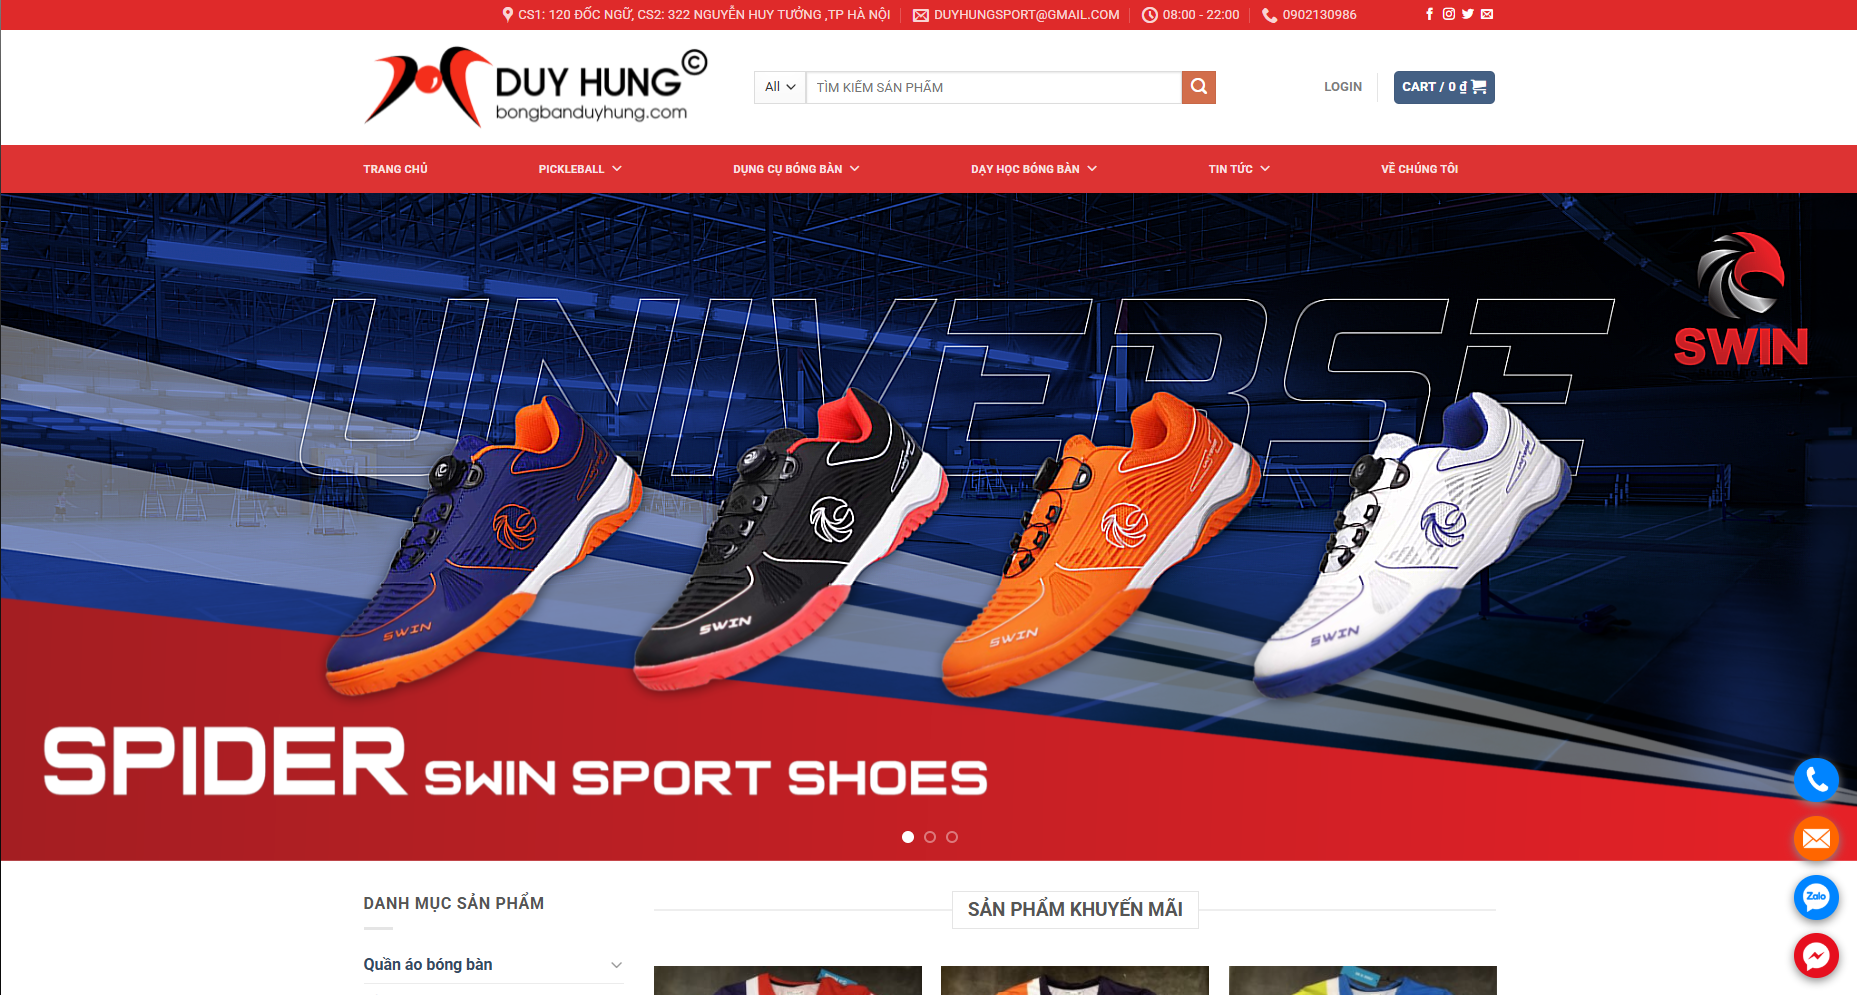 CS1: 120 ĐỐC NGỮ, CS2: 322 NGUYỄN HUY TƯỞNG ,TP HÀ NỘI
DUYHUNGSPORT@GMAIL.COM
08:00 - 22:00
0902130986
DUY HUNG©
bongbanduyhung.com
All
TÌM KIẾM SẢN PHẨM
LOGIN
CART / 0 ₫
TRANG CHỦ
PICKLEBALL
DỤNG CỤ BÓNG BÀN
DẠY HỌC BÓNG BÀN
TIN TỨC
VỀ CHÚNG TÔI
UNIVERSE
SWIN
SWIN
SWIN
SWIN
SWIN
SPIDER SWIN SPORT SHOES
DANH MỤC SẢN PHẨM
SẢN PHẨM KHUYẾN MÃI
Quần áo bóng bàn
Zalo